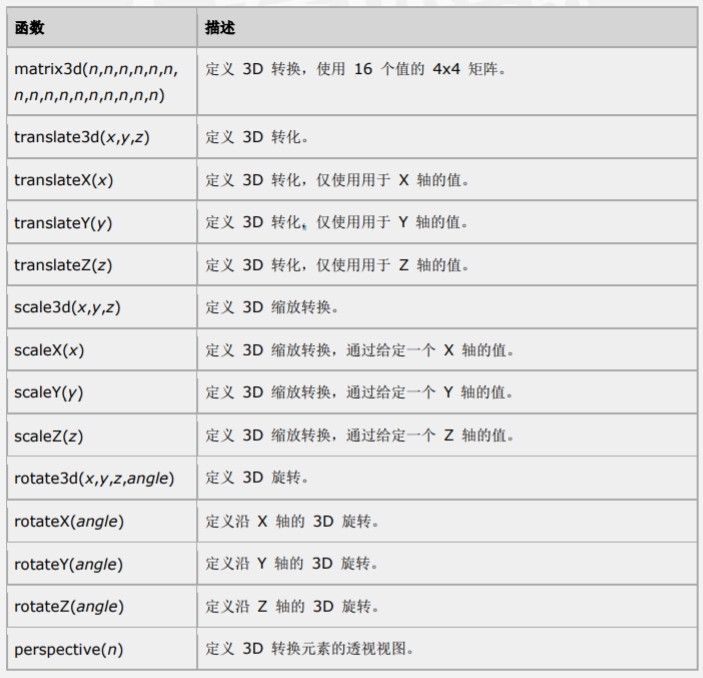 函数 描述
matrix3d(n,n,n,n,n,n, 定义 3D 转换，使用 16 个值的 4x4 矩阵。
n,n,n,n,n,n,n,n,n,n)
translate3d(x,y,z) 定义 3D 转化。
translateX(x) 定义 3D 转化，仅使用用于 X 轴的值。
translateY(y) 定义 3D 转化，仅使用用于 Y 轴的值。
translateZ(z) 定义 3D 转化，仅使用用于 Z 轴的值。
scale3d(x,y,z) 定义 3D 缩放转换。
scaleX(x) 定义 3D 缩放转换，通过给定一个 X 轴的值。
scaleY(y) 定义 3D 缩放转换，通过给定一个 Y 轴的值。
scaleZ(z) 定义 3D 缩放转换，通过给定一个 Z 轴的值。
rotate3d(x,y,z,angle) 定义 3D 旋转。
rotateX(angle) 定义沿 X 轴的 3D 旋转。
rotateY(angle) 定义沿 Y 轴的 3D 旋转。
rotateZ(angle) 定义沿 Z 轴的 3D 旋转。
perspective(n) 定义 3D 转换元素的透视视图。